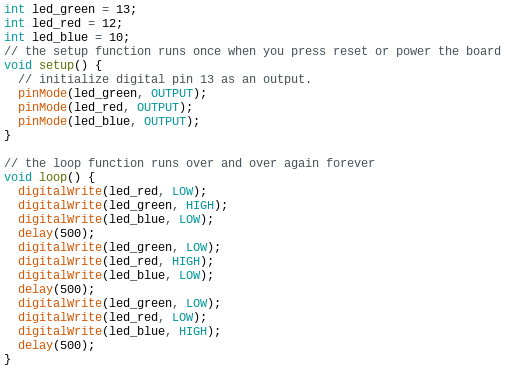 int led_green = 13;
int led_red = 12;
int led_blue = 10;
// the setup function runs once when you press reset or power the board
void setup() {
  // initialize digital pin 13 as an output.
  pinMode(led_green, OUTPUT);
  pinMode(led_red, OUTPUT);
  pinMode(led_blue, OUTPUT);
}

// the loop function runs over and over again forever
void loop() {
  digitalWrite(led_red, LOW);
  digitalWrite(led_green, HIGH);
  digitalWrite(led_blue, LOW);
  delay(500);
  digitalWrite(led_green, LOW);
  digitalWrite(led_red, HIGH);
  digitalWrite(led_blue, LOW);
  delay(500);
  digitalWrite(led_green, LOW);
  digitalWrite(led_red, LOW);
  digitalWrite(led_blue, HIGH);
  delay(500);
}